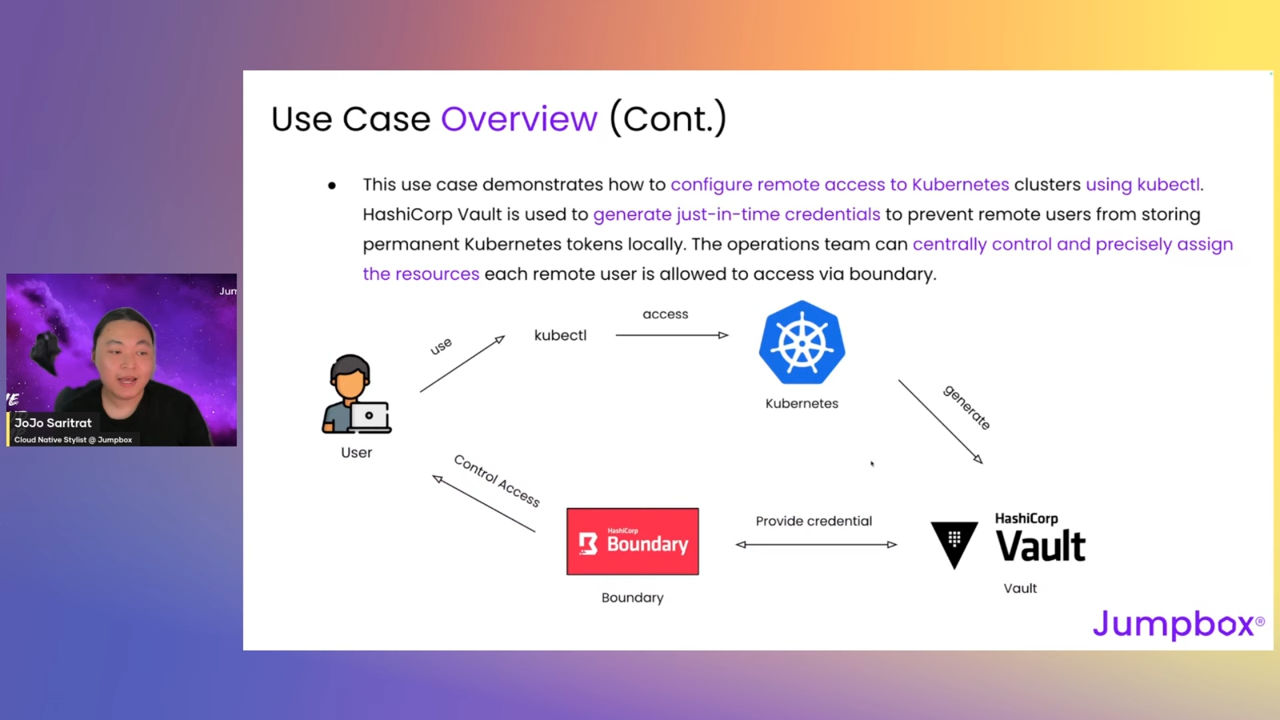 Use Case Overview (Cont.)
● This use case demonstrates how to configure remote access to Kubernetes clusters using kubectl.
HashiCorp Vault is used to generate just-in-time credentials to prevent remote users from storing
permanent Kubernetes tokens locally. The operations team can centrally control and precisely assign
the resources each remote user is allowed to access via boundary.
use
kubectl
access
Kubernetes
generate
User
Control Access
HashiCorp
Boundary
Boundary
Provide credential
HashiCorp
Vault
Vault
Jumpbox®
Jum
JoJo Saritrat
Cloud Native Stylist @ Jumpbox